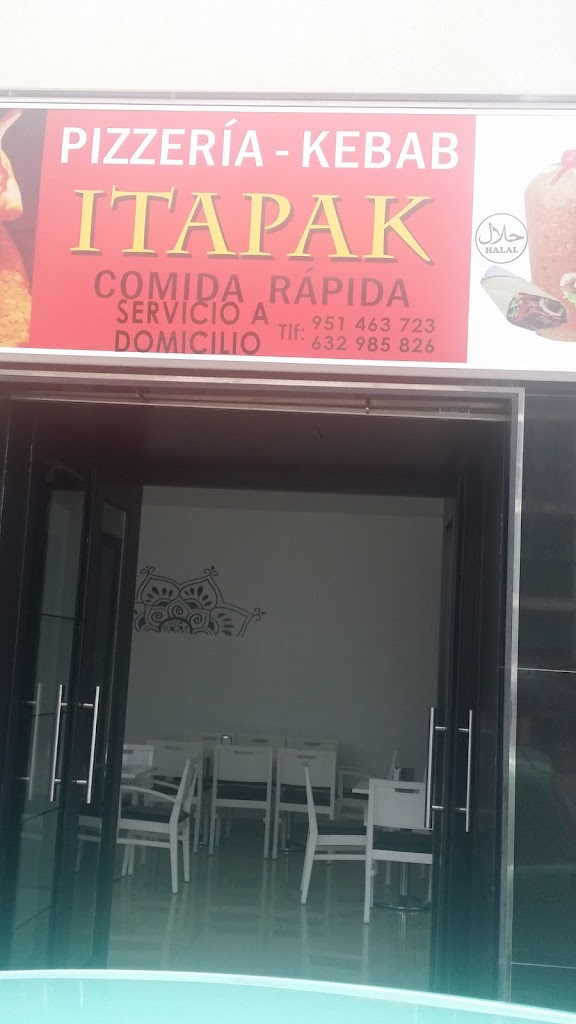 PIZZERÍA - KEBAB
ITAPAK
COMIDA RÁPIDA
SERVICIO A DOMICILIO
Tlf: 951 463 723
632 985 826
حلال
HALAL